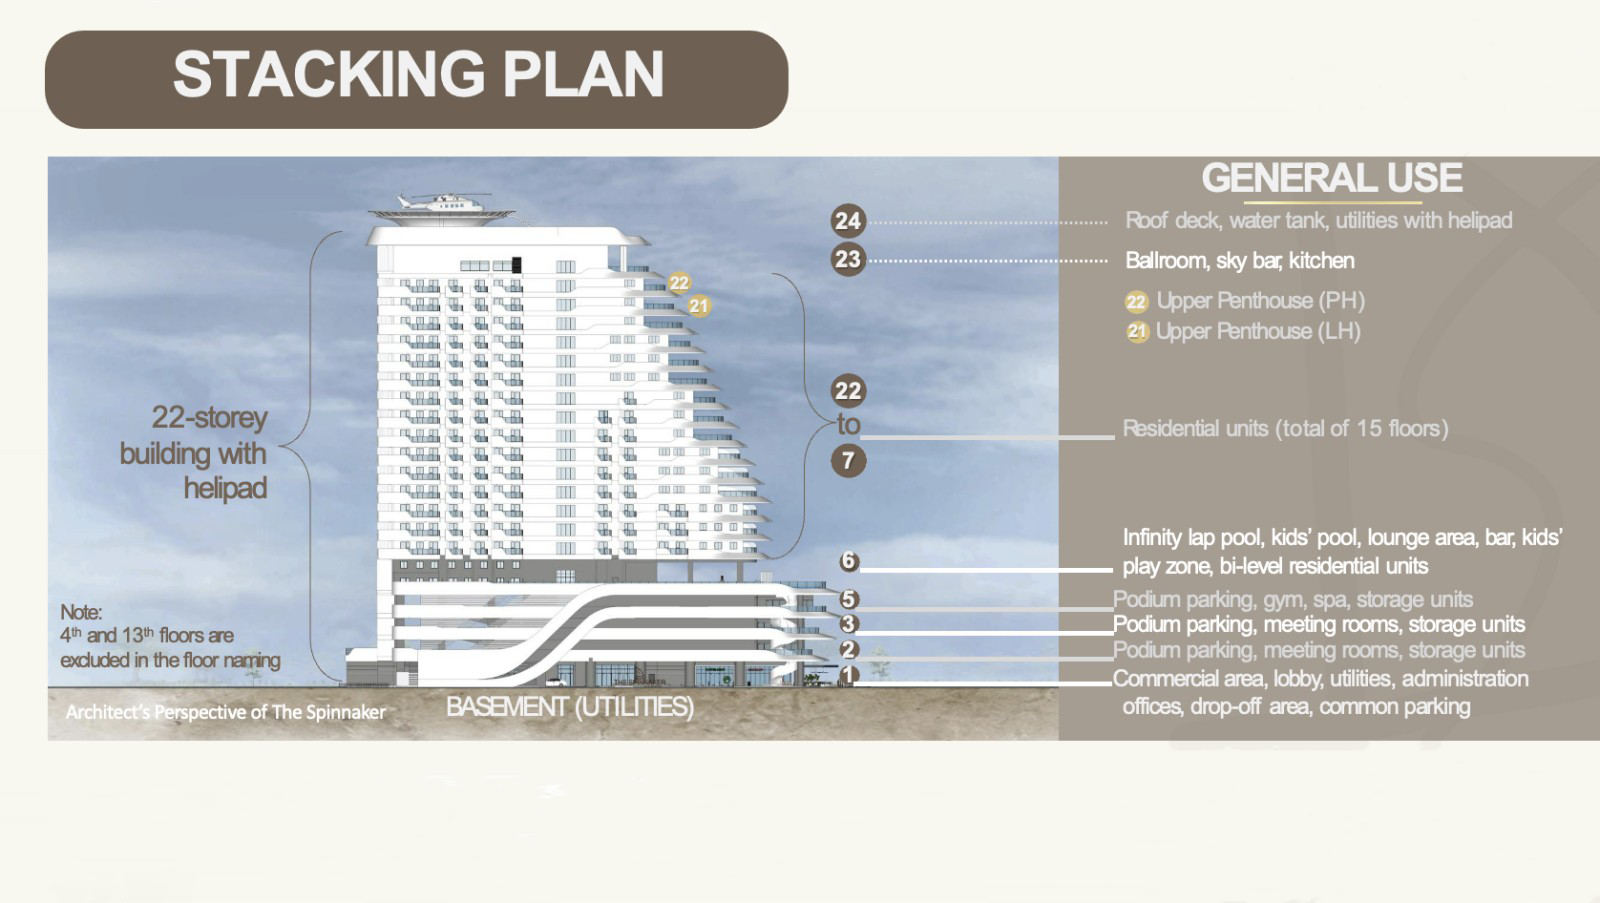 STACKING PLAN
GENERAL USE
24
Roof deck, water tank, utilities with helipad
23
Ballroom, sky bar, kitchen
22
21
22 Upper Penthouse (PH)
21 Upper Penthouse (LH)
22
to
7
Residential units (total of 15 floors)
22-storey
building with
helipad
6
Infinity lap pool, kids’ pool, lounge area, bar, kids’
play zone, bi-level residential units
5
Podium parking, gym, spa, storage units
3
Podium parking, meeting rooms, storage units
2
Podium parking, meeting rooms, storage units
1
Commercial area, lobby, utilities, administration
offices, drop-off area, common parking
Note:
4th and 13th floors are
excluded in the floor naming
THE SPINNAKER
Architect’s Perspective of The Spinnaker
BASEMENT (UTILITIES)